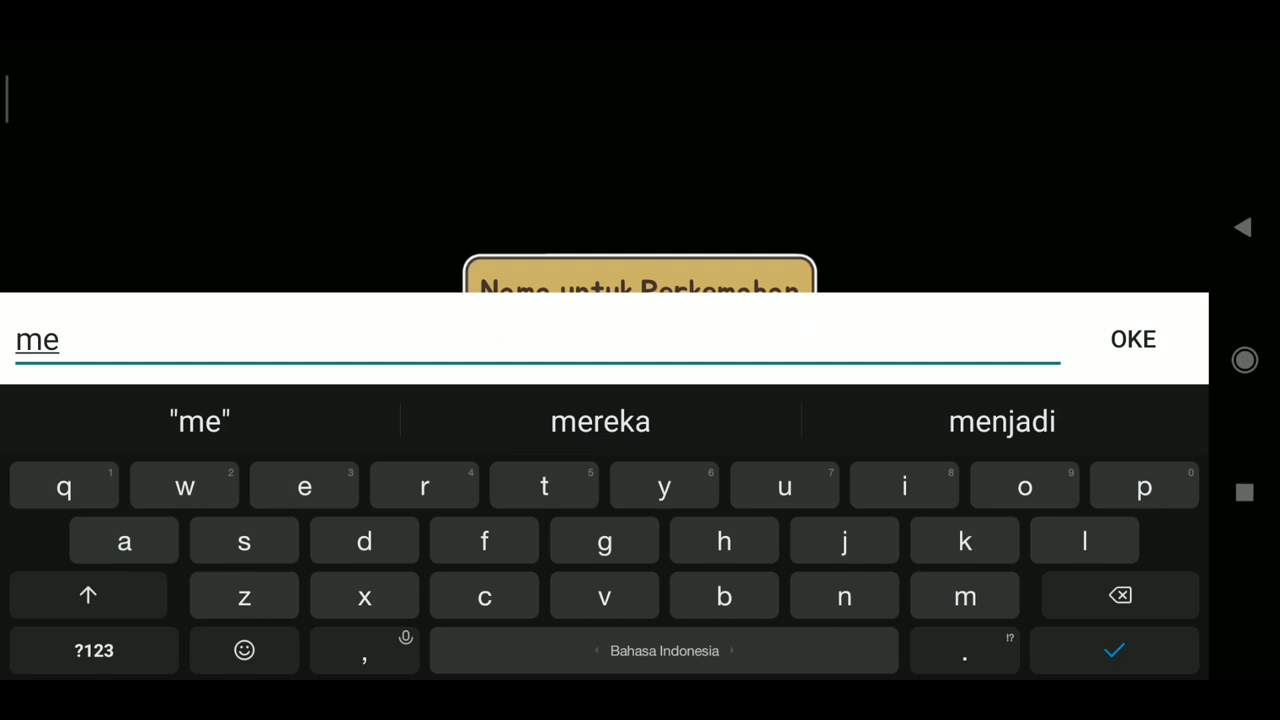 Nama untuk Perkemahan
me
OKE
"me" mereka menjadi
q 1 w 2 e 3 r 4 t 5 y 6 u 7 i 8 o 9 p 0
a s d f g h j k l
z x c v b n m
?123 , Bahasa Indonesia . !?